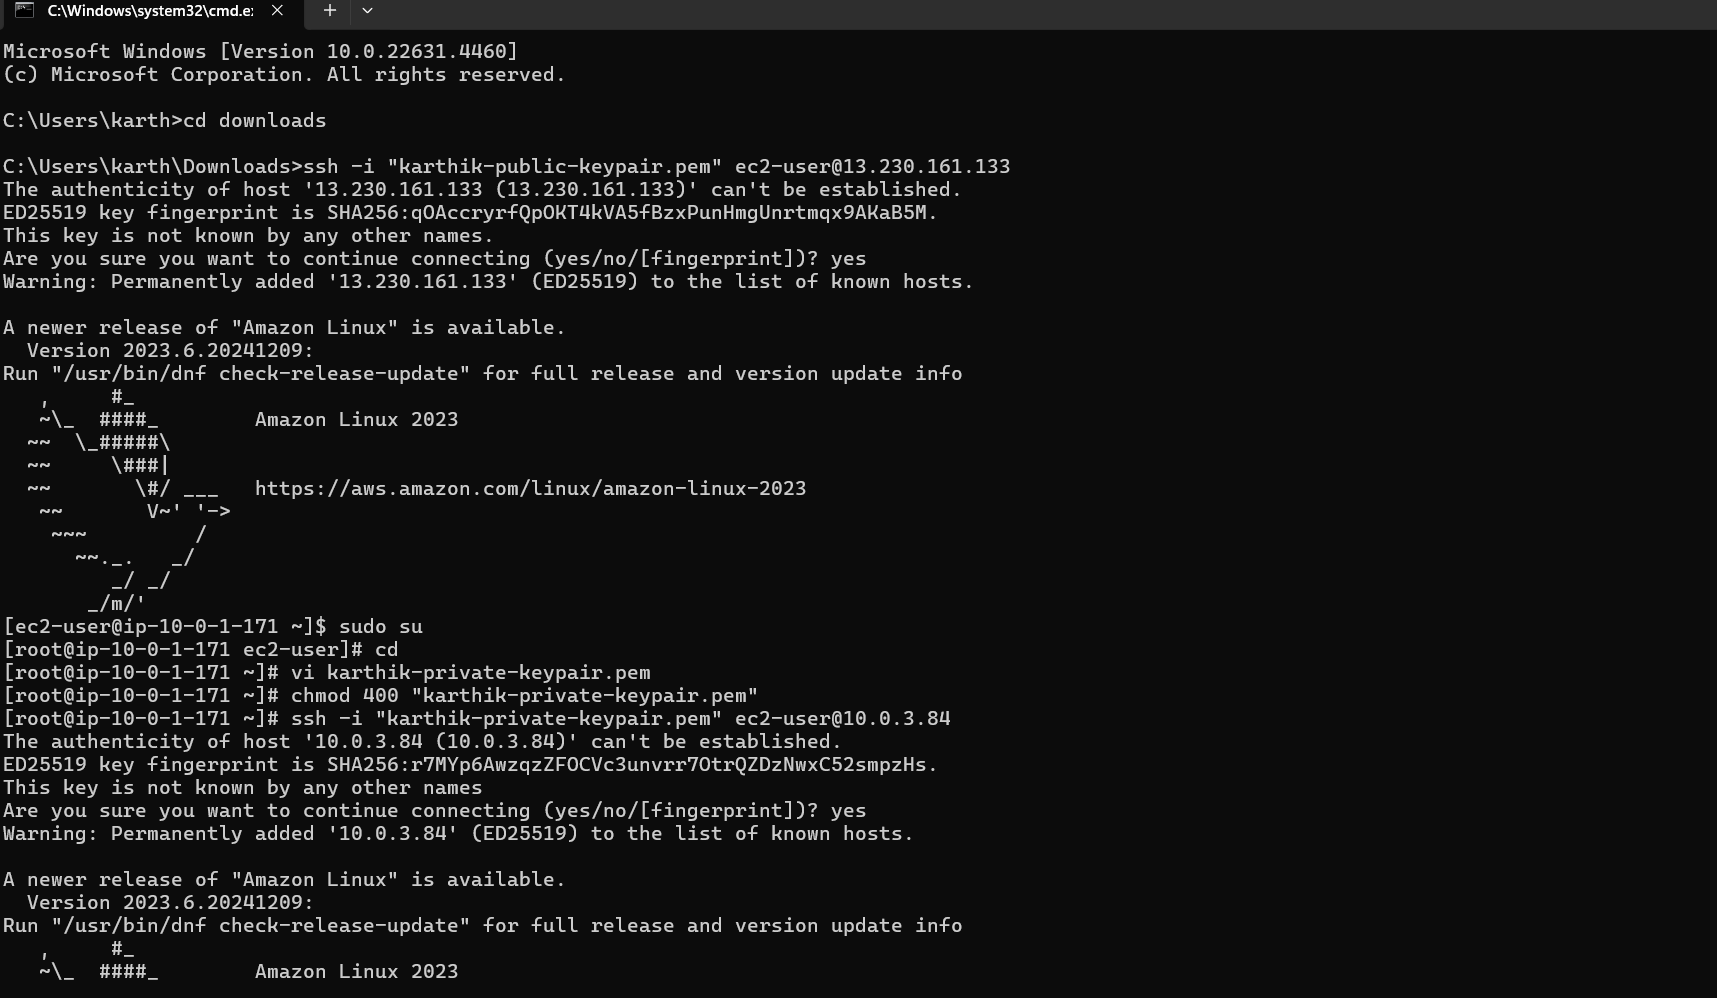 C:\Windows\system32\cmd.e:
Microsoft Windows [Version 10.0.22631.4460]
(c) Microsoft Corporation. All rights reserved.
C:\Users\karth>cd downloads
C:\Users\karth\Downloads>ssh -i "karthik-public-keypair.pem" ec2-user@13.230.161.133
The authenticity of host '13.230.161.133 (13.230.161.133)' can't be established.
ED25519 key fingerprint is SHA256:qOAccryrfQpOKT4kVA5fBzxPunHmgUnrtmqx9AKaB5M.
This key is not known by any other names.
Are you sure you want to continue connecting (yes/no/[fingerprint])? yes
Warning: Permanently added '13.230.161.133' (ED25519) to the list of known hosts.
A newer release of "Amazon Linux" is available.
  Version 2023.6.20241209:
Run "/usr/bin/dnf check-release-update" for full release and version update info
   ,     #_
   ~\_  ####_        Amazon Linux 2023
  ~~  \_#####\
  ~~     \###|
  ~~       \#/ ___   https://aws.amazon.com/linux/amazon-linux-2023
   ~~       V~' '->
    ~~~         /
      ~~._.   _/
         _/ _/
       _/m/'
[ec2-user@ip-10-0-1-171 ~]$ sudo su
[root@ip-10-0-1-171 ec2-user]# cd
[root@ip-10-0-1-171 ~]# vi karthik-private-keypair.pem
[root@ip-10-0-1-171 ~]# chmod 400 "karthik-private-keypair.pem"
[root@ip-10-0-1-171 ~]# ssh -i "karthik-private-keypair.pem" ec2-user@10.0.3.84
The authenticity of host '10.0.3.84 (10.0.3.84)' can't be established.
ED25519 key fingerprint is SHA256:r7MYp6AwzqzZFOCVc3unvrr7OtrQZDzNwxC52smpzHs.
This key is not known by any other names
Are you sure you want to continue connecting (yes/no/[fingerprint])? yes
Warning: Permanently added '10.0.3.84' (ED25519) to the list of known hosts.
A newer release of "Amazon Linux" is available.
  Version 2023.6.20241209:
Run "/usr/bin/dnf check-release-update" for full release and version update info
   ,     #_
   ~\_  ####_        Amazon Linux 2023